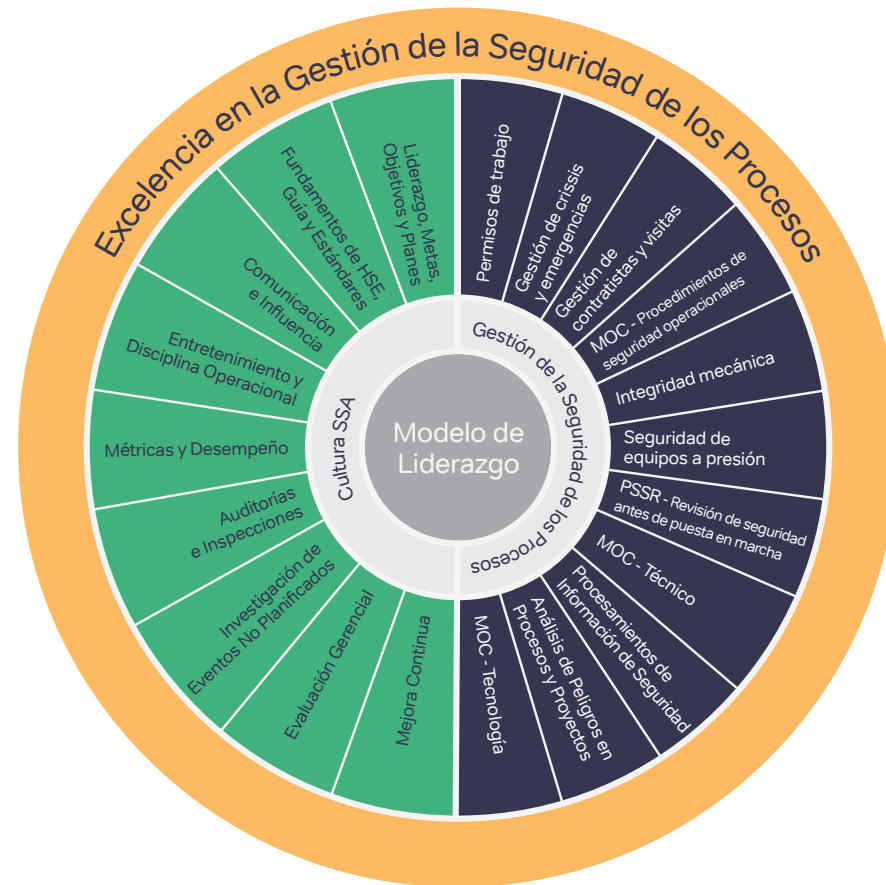 Excelencia en la Gestión de la Seguridad de los Procesos
Modelo de
Liderazgo
Cultura SSA
Gestión de la Seguridad de los Procesos
Permisos de trabajo
Gestión de crissis
y emergencias
Gestión de
contratistas y visitas
MOC - Procedimientos de
seguridad operacionales
Integridad mecánica
Seguridad de
equipos a presión
PSSR - Revisión de seguridad
antes de puesta en marcha
MOC - Técnico
Procesamientos de
Información de Seguridad
Análisis de Peligros en
Procesos y Proyectos
MOC - Tecnología
Mejora Continua
Evaluación Gerencial
Investigación de
Eventos No Planificados
Auditorías
e Inspecciones
Métricas y Desempeño
Entretenimiento y
Disciplina Operacional
Comunicación
e Influencia
Fundamentos de HSE,
Guía y Estándares
Liderazgo, Metas,
Objetivos y Planes